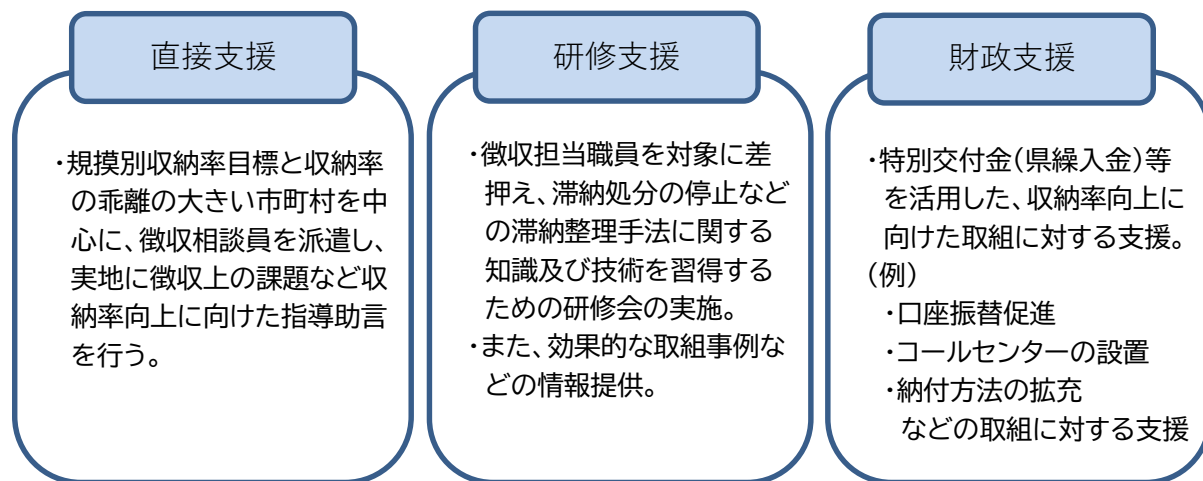 直接支援
・規摸別収納率目標と収納率
の乖離の大きい市町村を中
心に、徴収相談員を派遣し、
実地に徴収上の課題など収
納率向上に向けた指導助言
を行う。
研修支援
・徴収担当職員を対象に差
押え、滞納処分の停止など
の滞納整理手法に関する
知識及び技術を習得する
ための研修会の実施。
・また、効果的な取組事例な
どの情報提供。
財政支援
・特別交付金(県繰入金)等
を活用した、収納率向上に
向けた取組に対する支援。
(例)
・口座振替促進
・コールセンターの設置
・納付方法の拡充
などの取組に対する支援